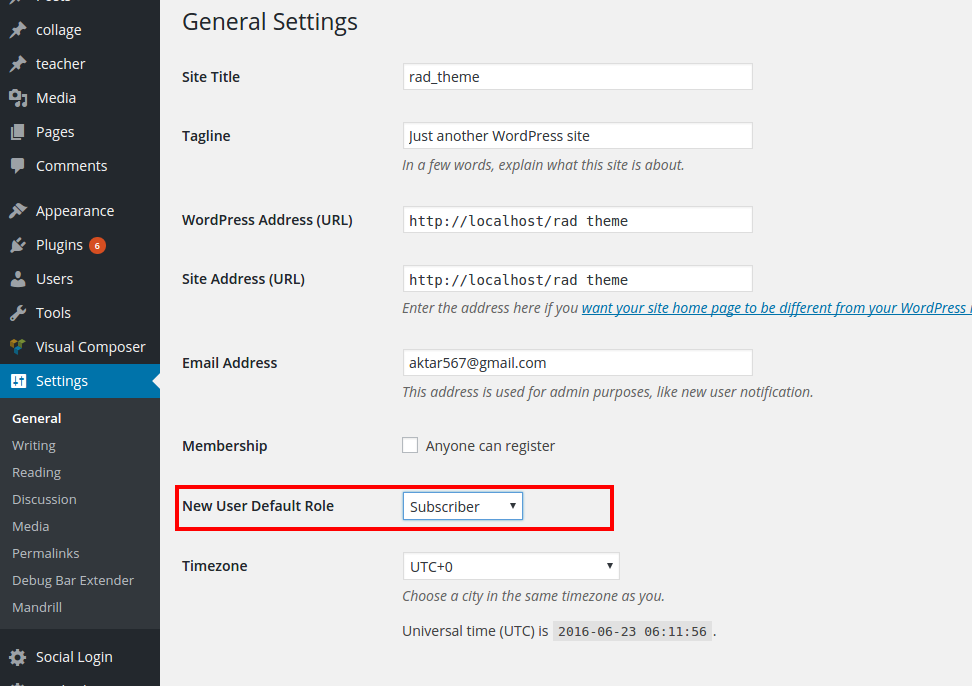 Posts
collage
teacher
Media
Pages
Comments
Appearance
Plugins 6
Users
Tools
Visual Composer
Settings
General
Writing
Reading
Discussion
Media
Permalinks
Debug Bar Extender
Mandrill
Social Login
General Settings
Site Title rad_theme
Tagline Just another WordPress site
In a few words, explain what this site is about.
WordPress Address (URL) http://localhost/rad theme
Site Address (URL) http://localhost/rad theme
Enter the address here if you want your site home page to be different from your WordPress
Email Address aktar567@gmail.com
This address is used for admin purposes, like new user notification.
Membership Anyone can register
New User Default Role Subscriber
Timezone UTC+0
Choose a city in the same timezone as you.
Universal time (UTC) is 2016-06-23 06:11:56 .